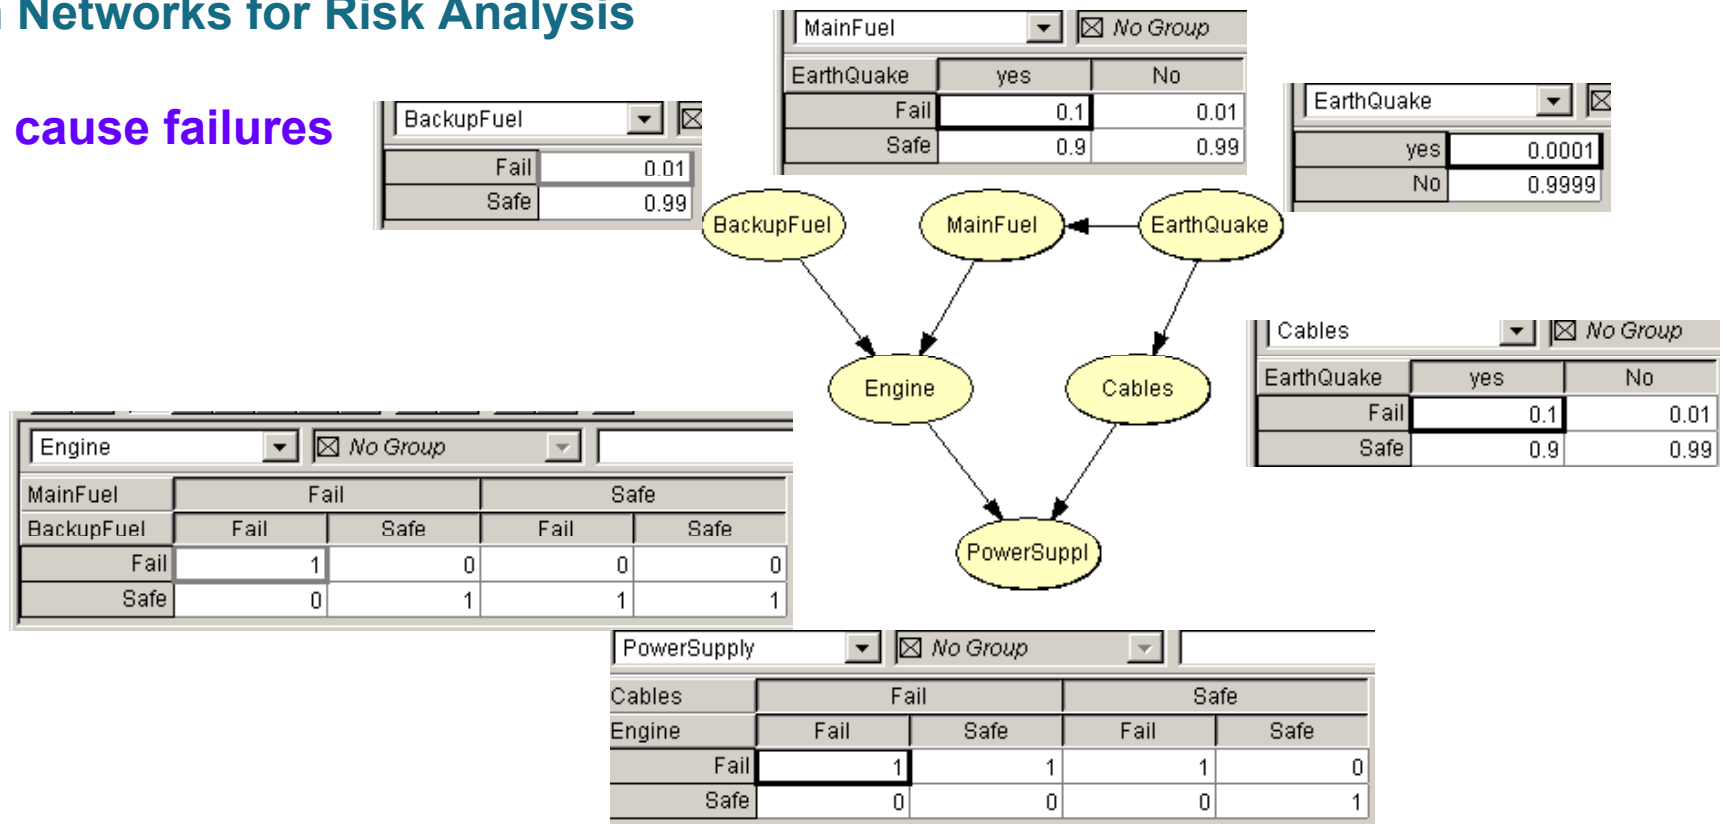 Networks for Risk Analysis
cause failures
MainFuel No Group
EarthQuake yes No
Fail 0.1 0.01
Safe 0.9 0.99
EarthQuake
yes 0.0001
No 0.9999
BackupFuel
Fail 0.01
Safe 0.99
BackupFuel
MainFuel
EarthQuake
Cables No Group
EarthQuake yes No
Fail 0.1 0.01
Safe 0.9 0.99
Engine
Cables
Engine No Group
MainFuel Fail Safe
BackupFuel Fail Safe Fail Safe
Fail 1 0 0 0
Safe 0 1 1 1
PowerSuppl
PowerSupply No Group
Cables Fail Safe
Engine Fail Safe Fail Safe
Fail 1 1 1 0
Safe 0 0 0 1